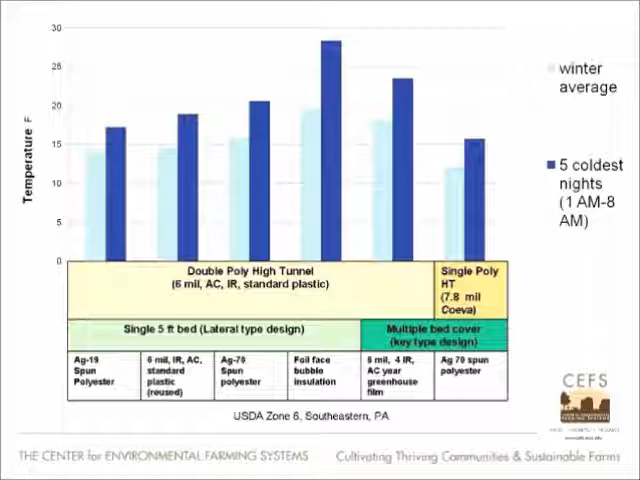 30
25
20
15
10
5
0
Temperature F
winter
average
5 coldest
nights
(1 AM-8
AM)
Double Poly High Tunnel
(6 mil, AC, IR, standard plastic)
Single Poly
HT
(7.8 mil
Coeva)
Single 5 ft bed (Lateral type design)
Multiple bed cover
(key type design)
Ag-19
Spun
Polyester
6 mil, IR, AC,
standard
plastic
(reused)
Ag-70
Spun
polyester
Foil face
bubble
insulation
6 mil, 4 IR,
AC year
greenhouse
film
Ag 70 spun
polyester
USDA Zone 6, Southeastern, PA
CEFS
THE CENTER for ENVIRONMENTAL FARMING SYSTEMS
Cultivating Thriving Communities & Sustainable Farms